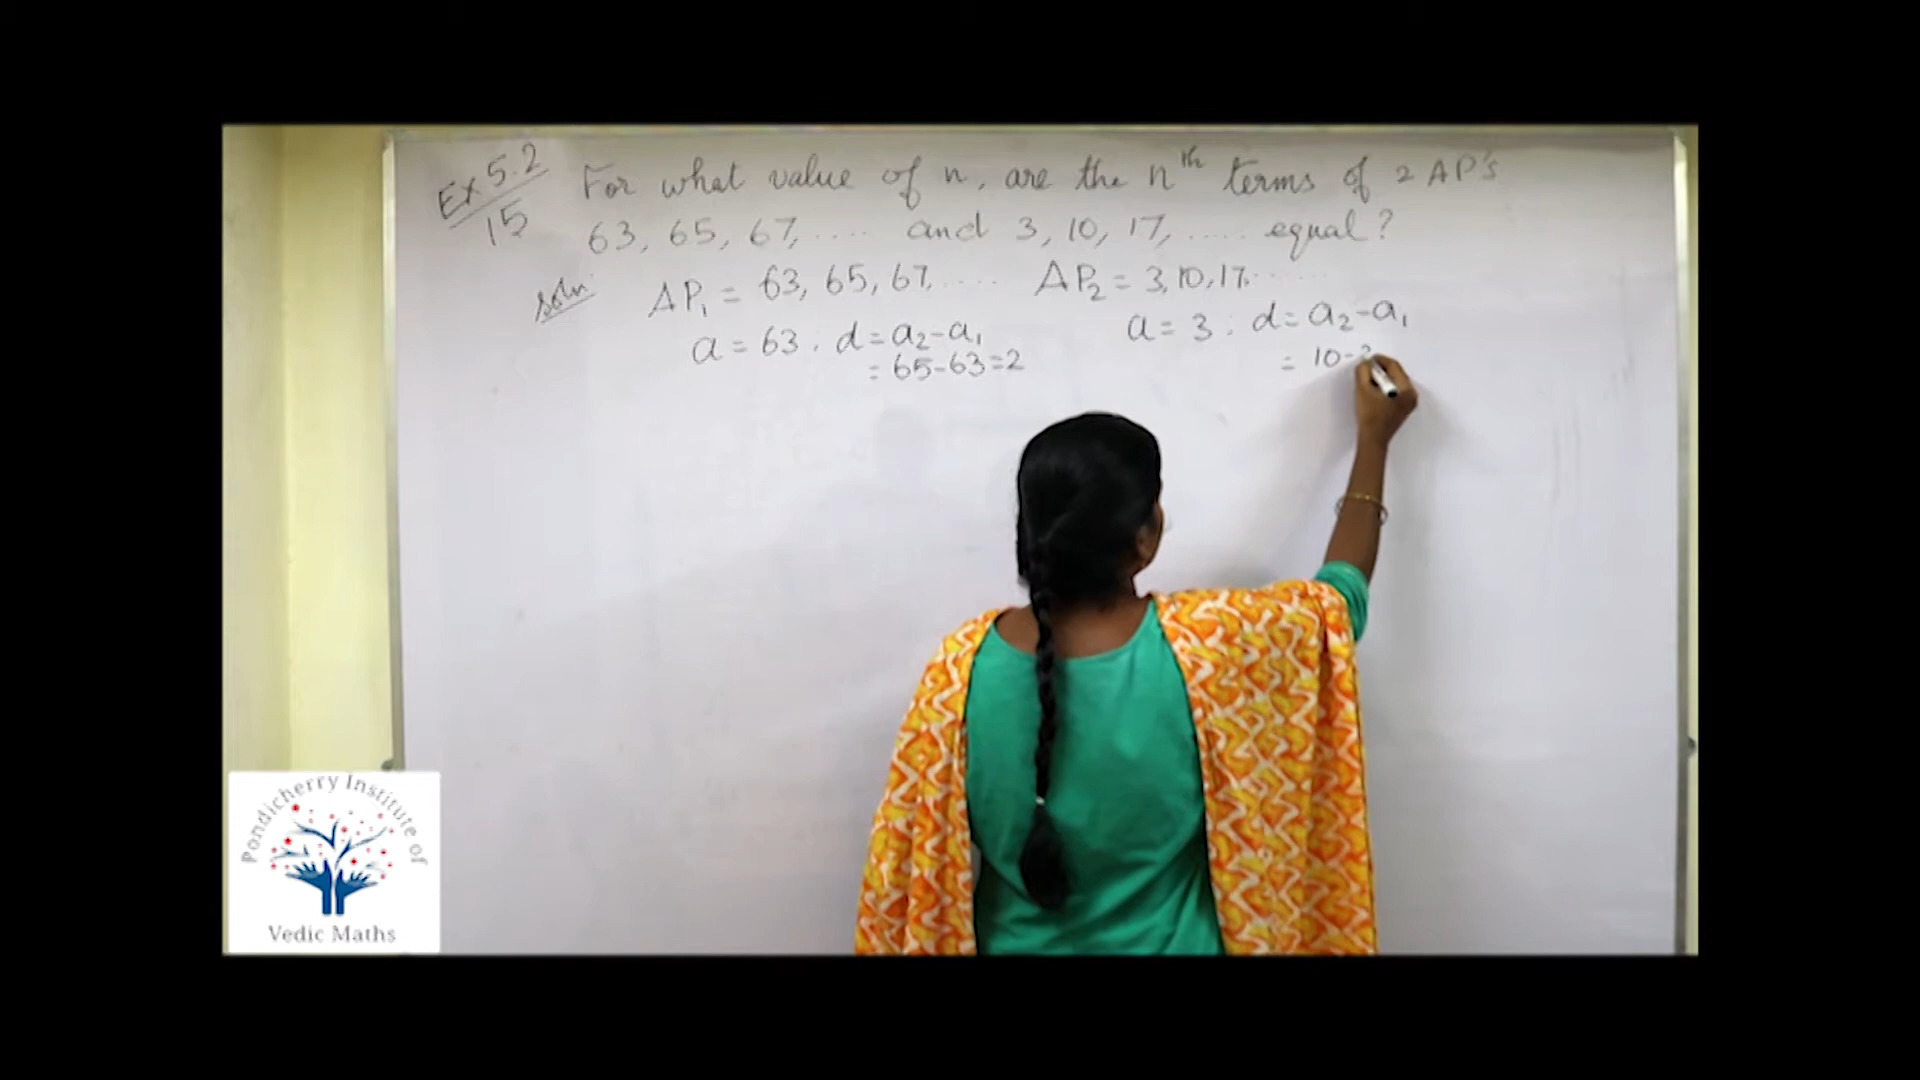 Ex 5.2
15
For what value of n, are the nth terms of 2 AP's
63, 65, 67, .... and 3, 10, 17, ..... equal?
Soln
AP1 = 63, 65, 67, ..... AP2 = 3, 10, 17, ......
a = 63 ; d = a2-a1 a = 3 ; d = a2-a1
= 65-63=2 = 10-3
Pondicherry Institute of
Vedic Maths